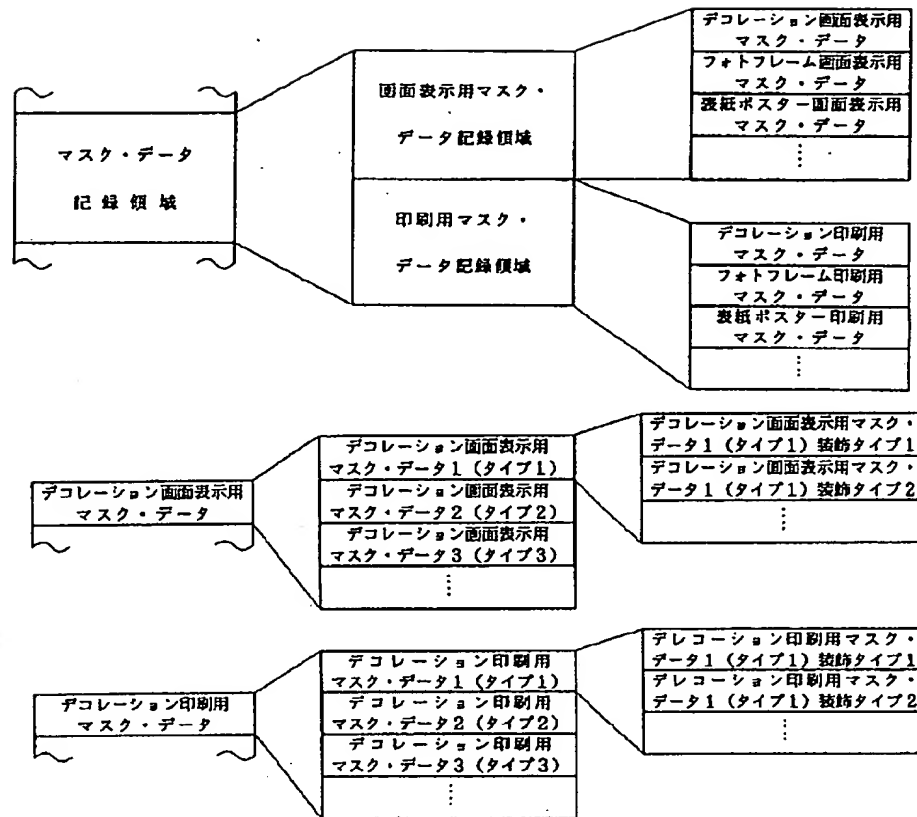 マスク・データ
記録領域
画面表示用マスク・
データ記録領域
印刷用マスク・
データ記録領域
デコレーション画面表示用
マスク・データ
フォトフレーム画面表示用
マスク・データ
表紙ポスター画面表示用
マスク・データ
⋮
デコレーション印刷用
マスク・データ
フォトフレーム印刷用
マスク・データ
表紙ポスター印刷用
マスク・データ
⋮
デコレーション画面表示用
マスク・データ
デコレーション画面表示用
マスク・データ1(タイプ1)
デコレーション画面表示用
マスク・データ2(タイプ2)
デコレーション画面表示用
マスク・データ3(タイプ3)
⋮
デコレーション画面表示用マスク・
データ1(タイプ1)装飾タイプ1
デコレーション画面表示用マスク・
データ1(タイプ1)装飾タイプ2
⋮
デコレーション印刷用
マスク・データ
デコレーション印刷用
マスク・データ1(タイプ1)
デコレーション印刷用
マスク・データ2(タイプ2)
デコレーション印刷用
マスク・データ3(タイプ3)
⋮
デレコーション印刷用マスク・
データ1(タイプ1)装飾タイプ1
デレコーション印刷用マスク・
データ1(タイプ1)装飾タイプ2
⋮